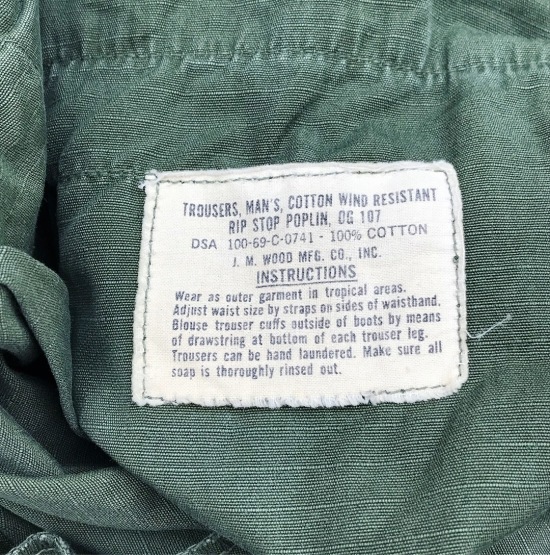 TROUSERS, MAN'S, COTTON WIND RESISTANT
RIP STOP POPLIN, OG 107
DSA 100-69-C-0741 - 100% COTTON
J. M. WOOD MFG. CO., INC.
INSTRUCTIONS
Wear as outer garment in tropical areas.
Adjust waist size by straps on sides of waistband.
Blouse trouser cuffs outside of boots by means
of drawstring at bottom of each trouser leg.
Trousers can be hand laundered. Make sure all
soap is thoroughly rinsed out.